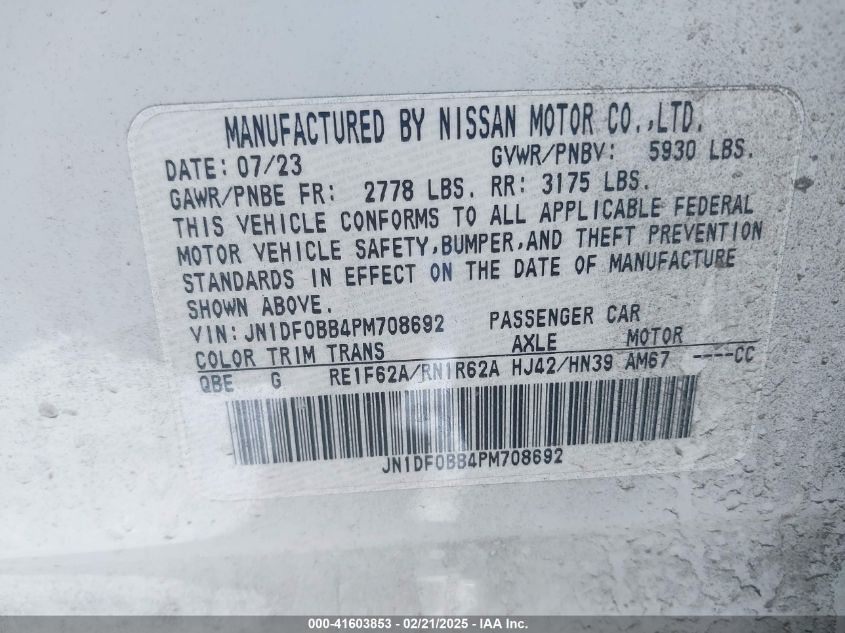 MANUFACTURED BY NISSAN MOTOR CO.,LTD.
DATE: 07/23 GVWR/PNBV: 5930 LBS.
GAWR/PNBE FR: 2778 LBS. RR: 3175 LBS.
THIS VEHICLE CONFORMS TO ALL APPLICABLE FEDERAL
MOTOR VEHICLE SAFETY,BUMPER,AND THEFT PREVENTION
STANDARDS IN EFFECT ON THE DATE OF MANUFACTURE
SHOWN ABOVE.
VIN: JN1DF0BB4PM708692 PASSENGER CAR
COLOR TRIM TRANS AXLE MOTOR
QBE G RE1F62A/RN1R62A HJ42/HN39 AM67 ----CC
JN1DF0BB4PM708692
000-41603853 - 02/21/2025 - IAA Inc.